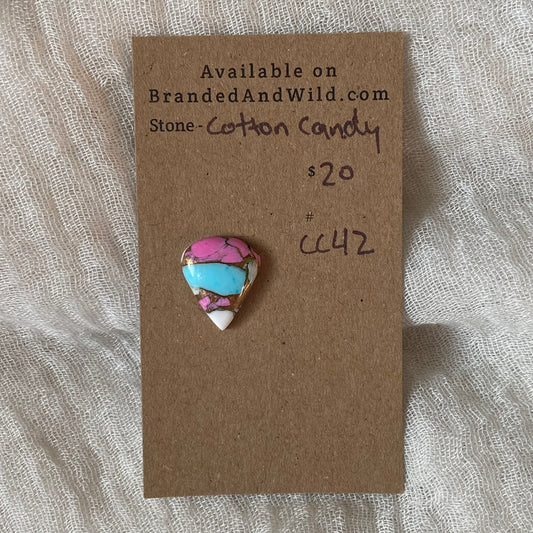 Available on
BrandedAndWild.com
Stone-Cotton Candy
$20
#
CC42